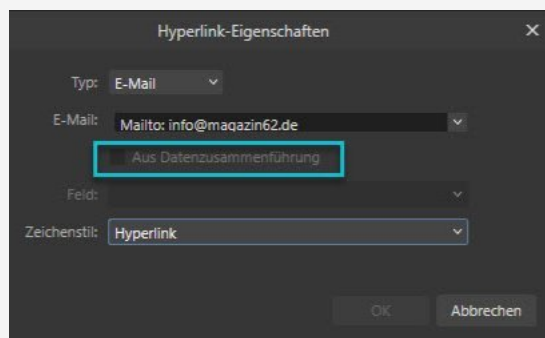 Hyperlink-Eigenschaften
Typ: E-Mail
E-Mail: Mailto: info@magazin62.de
Aus Datenzusammenführung
Feld:
Zeichenstil: Hyperlink
OK Abbrechen